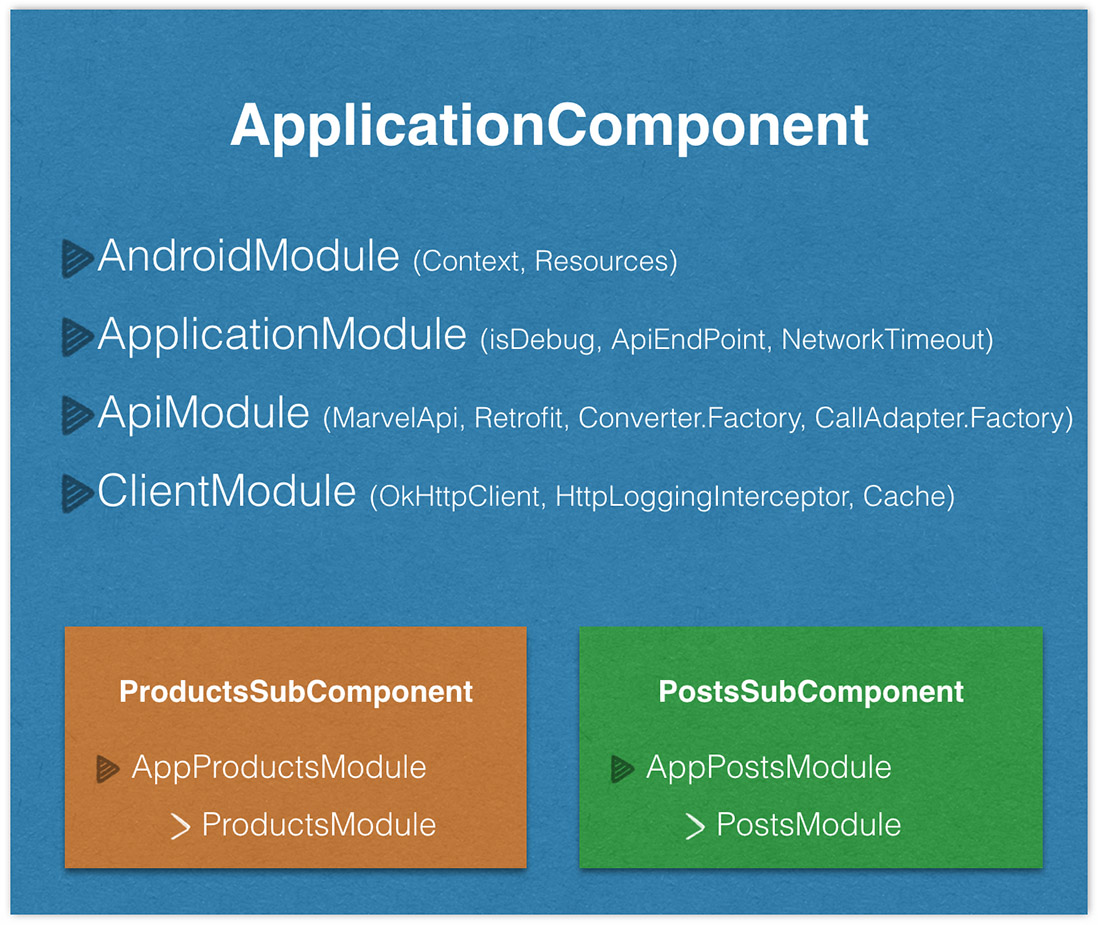 ApplicationComponent
AndroidModule (Context, Resources)
ApplicationModule (isDebug, ApiEndPoint, NetworkTimeout)
ApiModule (MarvelApi, Retrofit, Converter.Factory, CallAdapter.Factory)
ClientModule (OkHttpClient, HttpLoggingInterceptor, Cache)
ProductsSubComponent
AppProductsModule
ProductsModule
PostsSubComponent
AppPostsModule
PostsModule